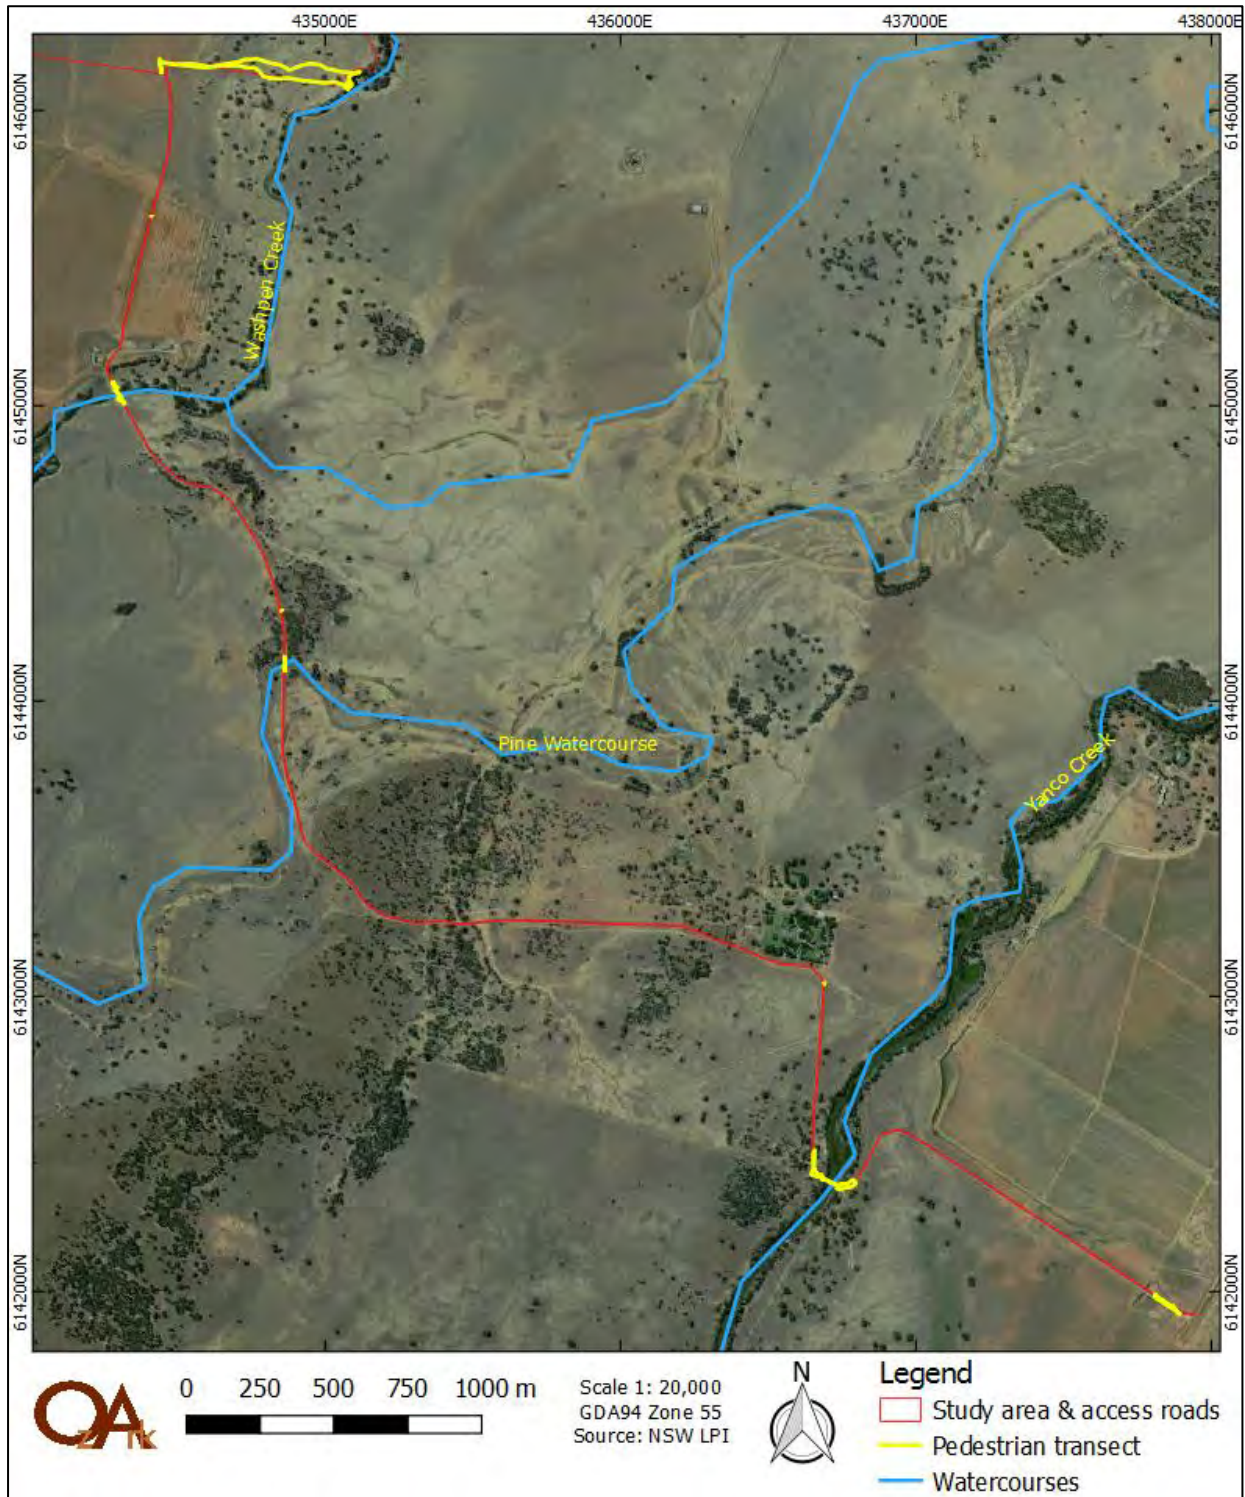 435000E 436000E 437000E 438000E
6146000N 6146000N
Washpen Creek
6145000N 6145000N
6144000N 6144000N
Pine Watercourse
Yanco Creek
6143000N 6143000N
6142000N 6142000N
OzArk
0 250 500 750 1000 m
Scale 1: 20,000
GDA94 Zone 55
Source: NSW LPI
N
Legend
Study area & access roads
Pedestrian transect
Watercourses